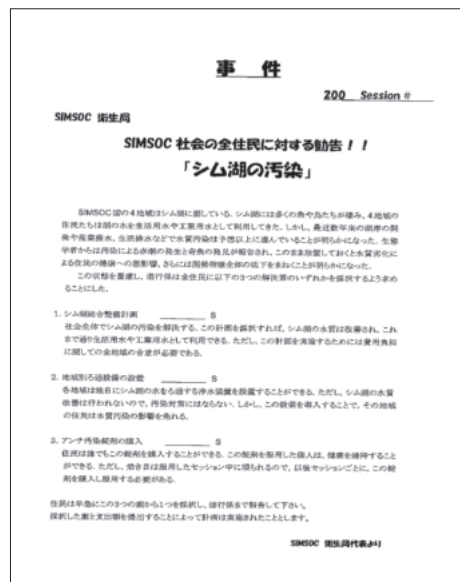 事 件
200__ Session #
SIMSOC 衛生局
SIMSOC 社会の全住民に対する勧告！！
「シム湖の汚染」
SIMSOC国の4地域はシム湖に面している。シム湖には多くの魚や鳥たちが棲み、4地域の
住民たちは湖の水を生活用水や工業用水として利用してきた。しかし、最近数年来の湖岸の開
発や産業廃水、生活排水などで水質汚染は予想以上に進んでいることが明らかになった。生態
学者からは汚染による赤潮の発生と奇魚の発見が報告され、このまま放置しておくと水質劣化に
よる住民の健康への悪影響、さらには国勢指標全体の低下をまねくことが明らかになった。
この状態を憂慮し、進行係は全住民に以下の3つの解決策のいずれかを採択するよう求め
ることにした。
1. シム湖総合整備計画 ________ S
社会全体でシム湖の汚染を解決する。この計画を採択すれば、シム湖の水質は改善され、これ
まで通り生活用水や工業用水として利用できる。ただし、この計画を実施するためには費用負担
に関しての全地域の合意が必要である。
2. 地域別ろ過設備の設置 ________ S
各地域は独自にシム湖の水をろ過する浄水装置を設置することができる。ただし、シム湖の水質
改善は行われないので、汚染対策にはならない。しかし、この設備を導入することで、その地域
の住民は水質汚染の影響を免れる。
3. アンチ汚染錠剤の購入 ________ S
住民は誰でもこの錠剤を購入することができる。この錠剤を服用した個人は、健康を維持すること
ができる。ただし、効き目は服用したセッション中に限られるので、以後セッションごとに、この錠
剤を購入し服用する必要がある。
住民は早急にこの3つの案から1つを採択し、進行係まで報告して下さい。
採択した案と支出額を提出することによって計画は実施されたこととします。
SIMSOC 衛生局代表より